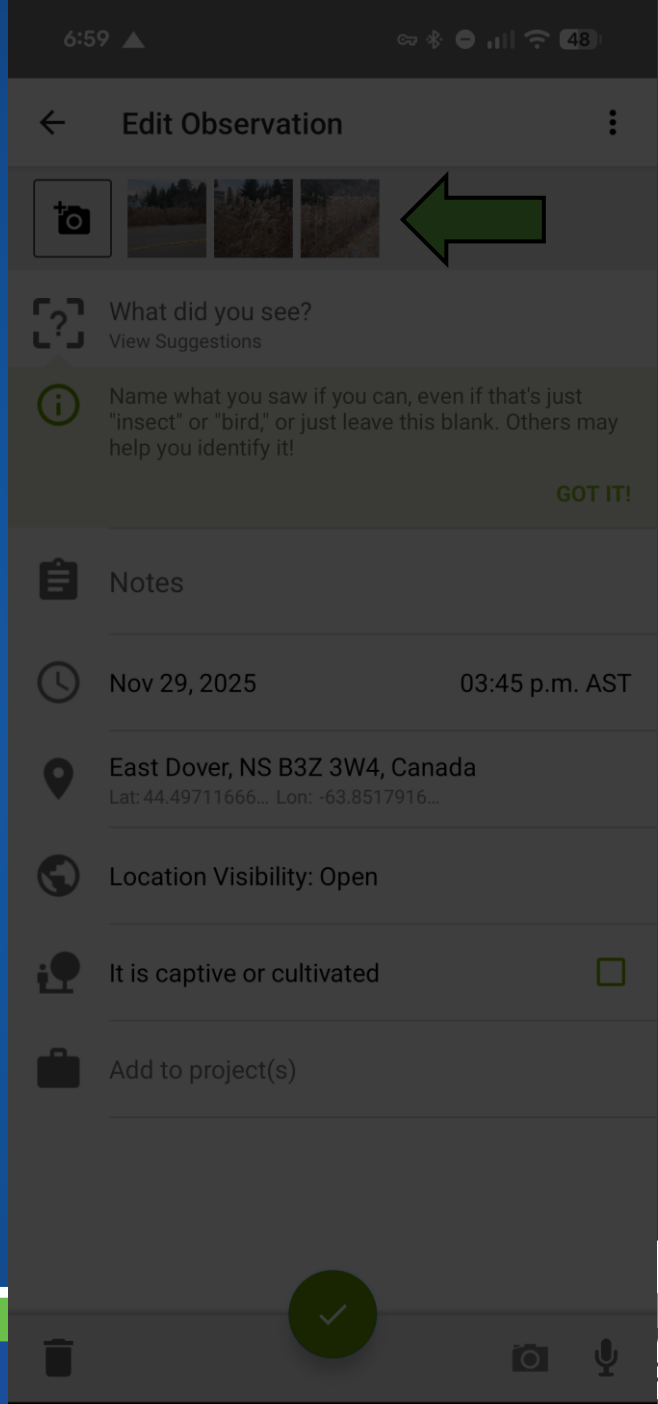 6:59
48
Edit Observation
What did you see?
View Suggestions
Name what you saw if you can, even if that's just
"insect" or "bird," or just leave this blank. Others may
help you identify it!
GOT IT!
Notes
Nov 29, 2025 03:45 p.m. AST
East Dover, NS B3Z 3W4, Canada
Lat: 44.49711666... Lon: -63.8517916...
Location Visibility: Open
It is captive or cultivated
Add to project(s)